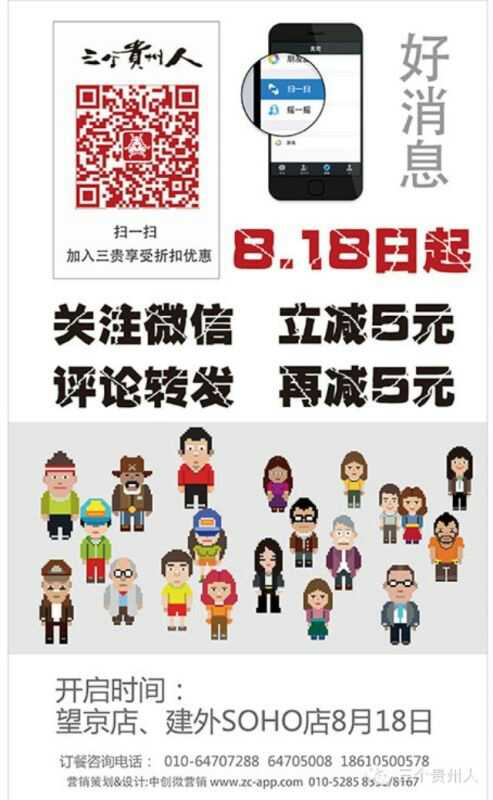 三个贵州人
扫一扫
加入三贵享受折扣优惠
朋友圈
扫一扫
摇一摇
好消息
8.18日起
关注微信 立减5元
评论转发 再减5元
开启时间：
望京店、建外SOHO店8月18日
订餐咨询电话： 010-64707288 64705008 18610500578
营销策划&设计:中创微营销 www.zc-app.com 010-5285 8368/8167
三个贵州人